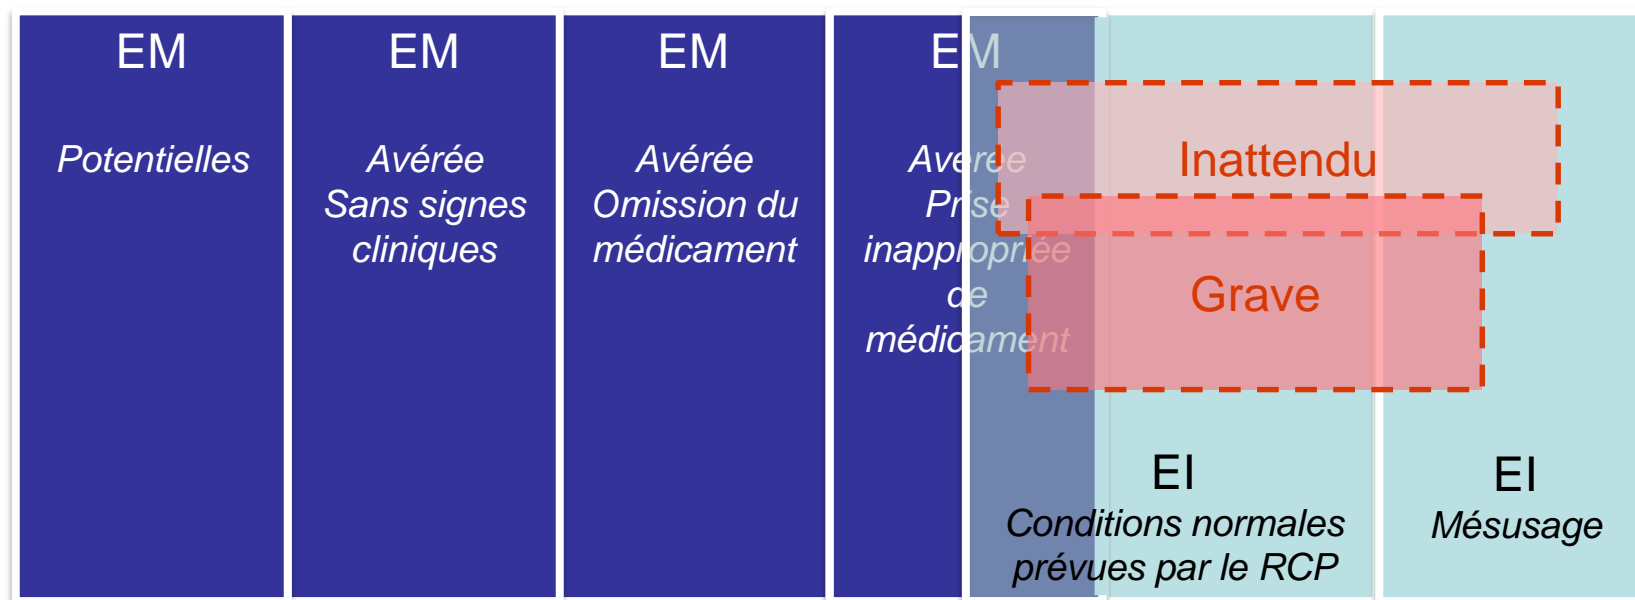 EM
Potentielles
EM
Avérée
Sans signes
cliniques
EM
Avérée
Omission du
médicament
EM
Avérée
Prise
inappropriée
de
médicament
Inattendu
Grave
EI
Conditions normales
prévues par le RCP
EI
Mésusage